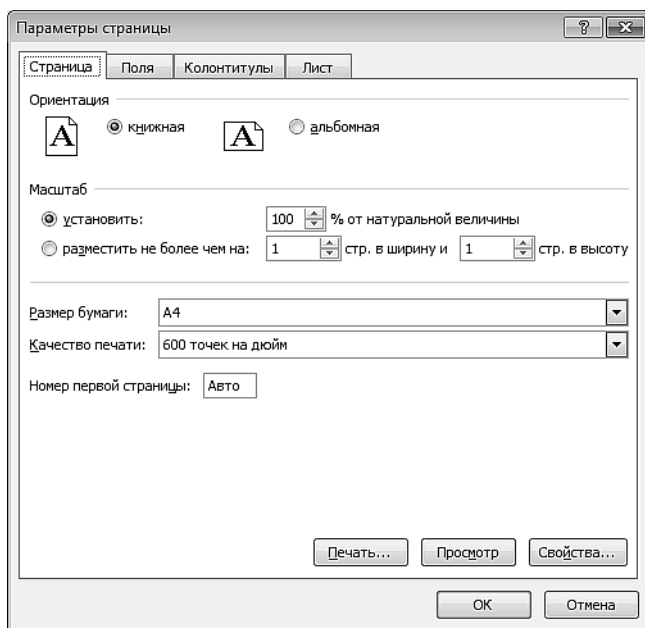 Параметры страницы
Страница Поля Колонтитулы Лист
Ориентация
A книжная A альбомная
Масштаб
установить: 100 % от натуральной величины
разместить не более чем на: 1 стр. в ширину и 1 стр. в высоту
Размер бумаги: A4
Качество печати: 600 точек на дюйм
Номер первой страницы: Авто
Печать... Просмотр Свойства...
ОК Отмена